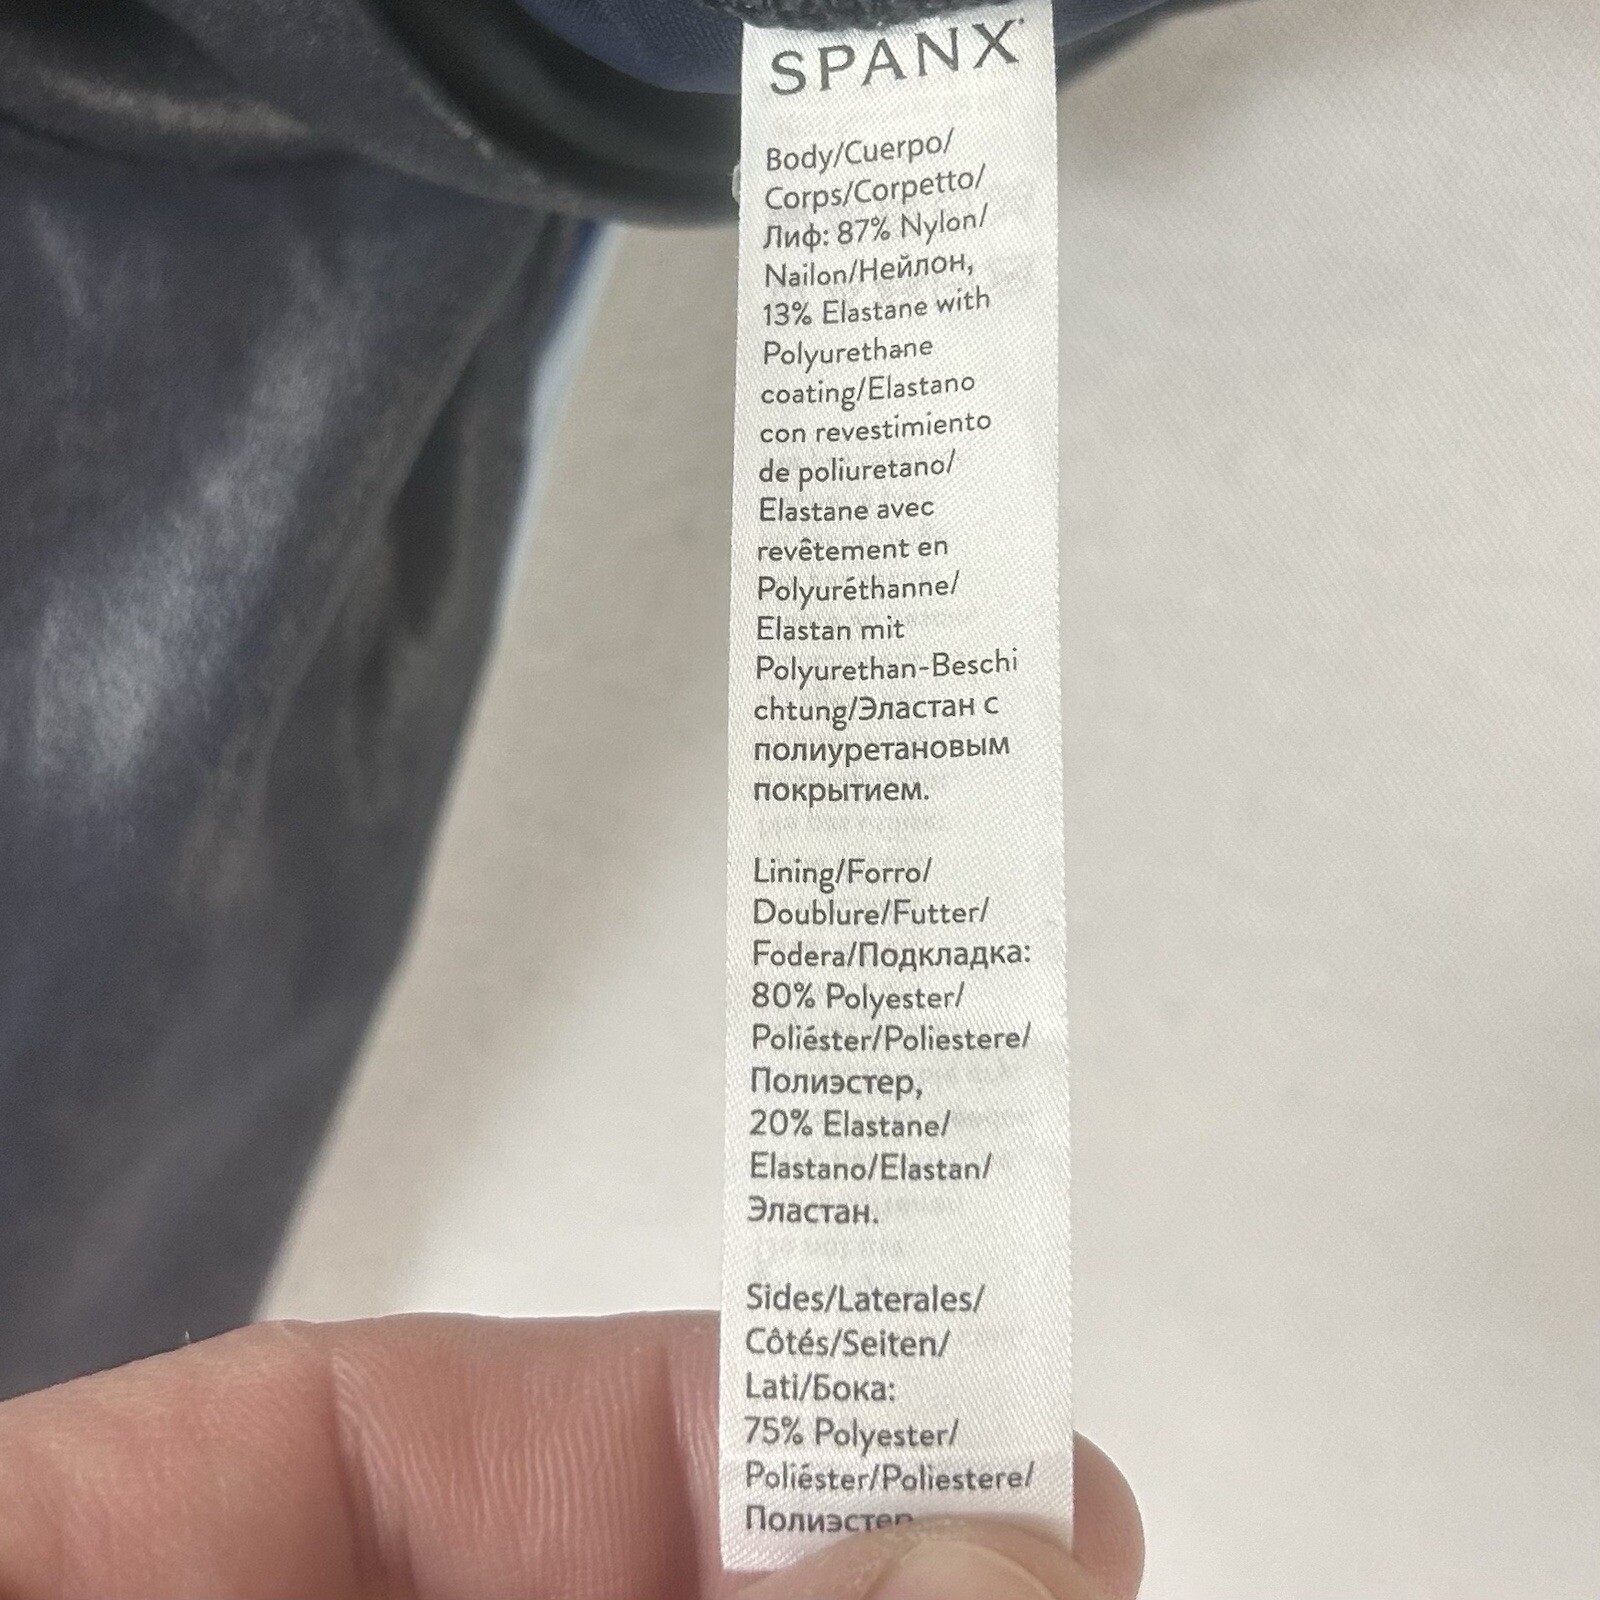 SPANX
Body/Cuerpo/
Corps/Corpetto/
Лиф: 87% Nylon/
Nailon/Нейлон,
13% Elastane with
Polyurethane
coating/Elastano
con revestimiento
de poliuretano/
Elastane avec
revêtement en
Polyuréthanne/
Elastan mit
Polyurethan-Beschi
chtung/Эластан с
полиуретановым
покрытием.
Lining/Forro/
Doublure/Futter/
Fodera/Подкладка:
80% Polyester/
Poliéster/Poliestere/
Полиэстер,
20% Elastane/
Elastano/Elastan/
Эластан.
Sides/Laterales/
Côtés/Seiten/
Lati/Бока:
75% Polyester/
Poliéster/Poliestere/
Полиэстер